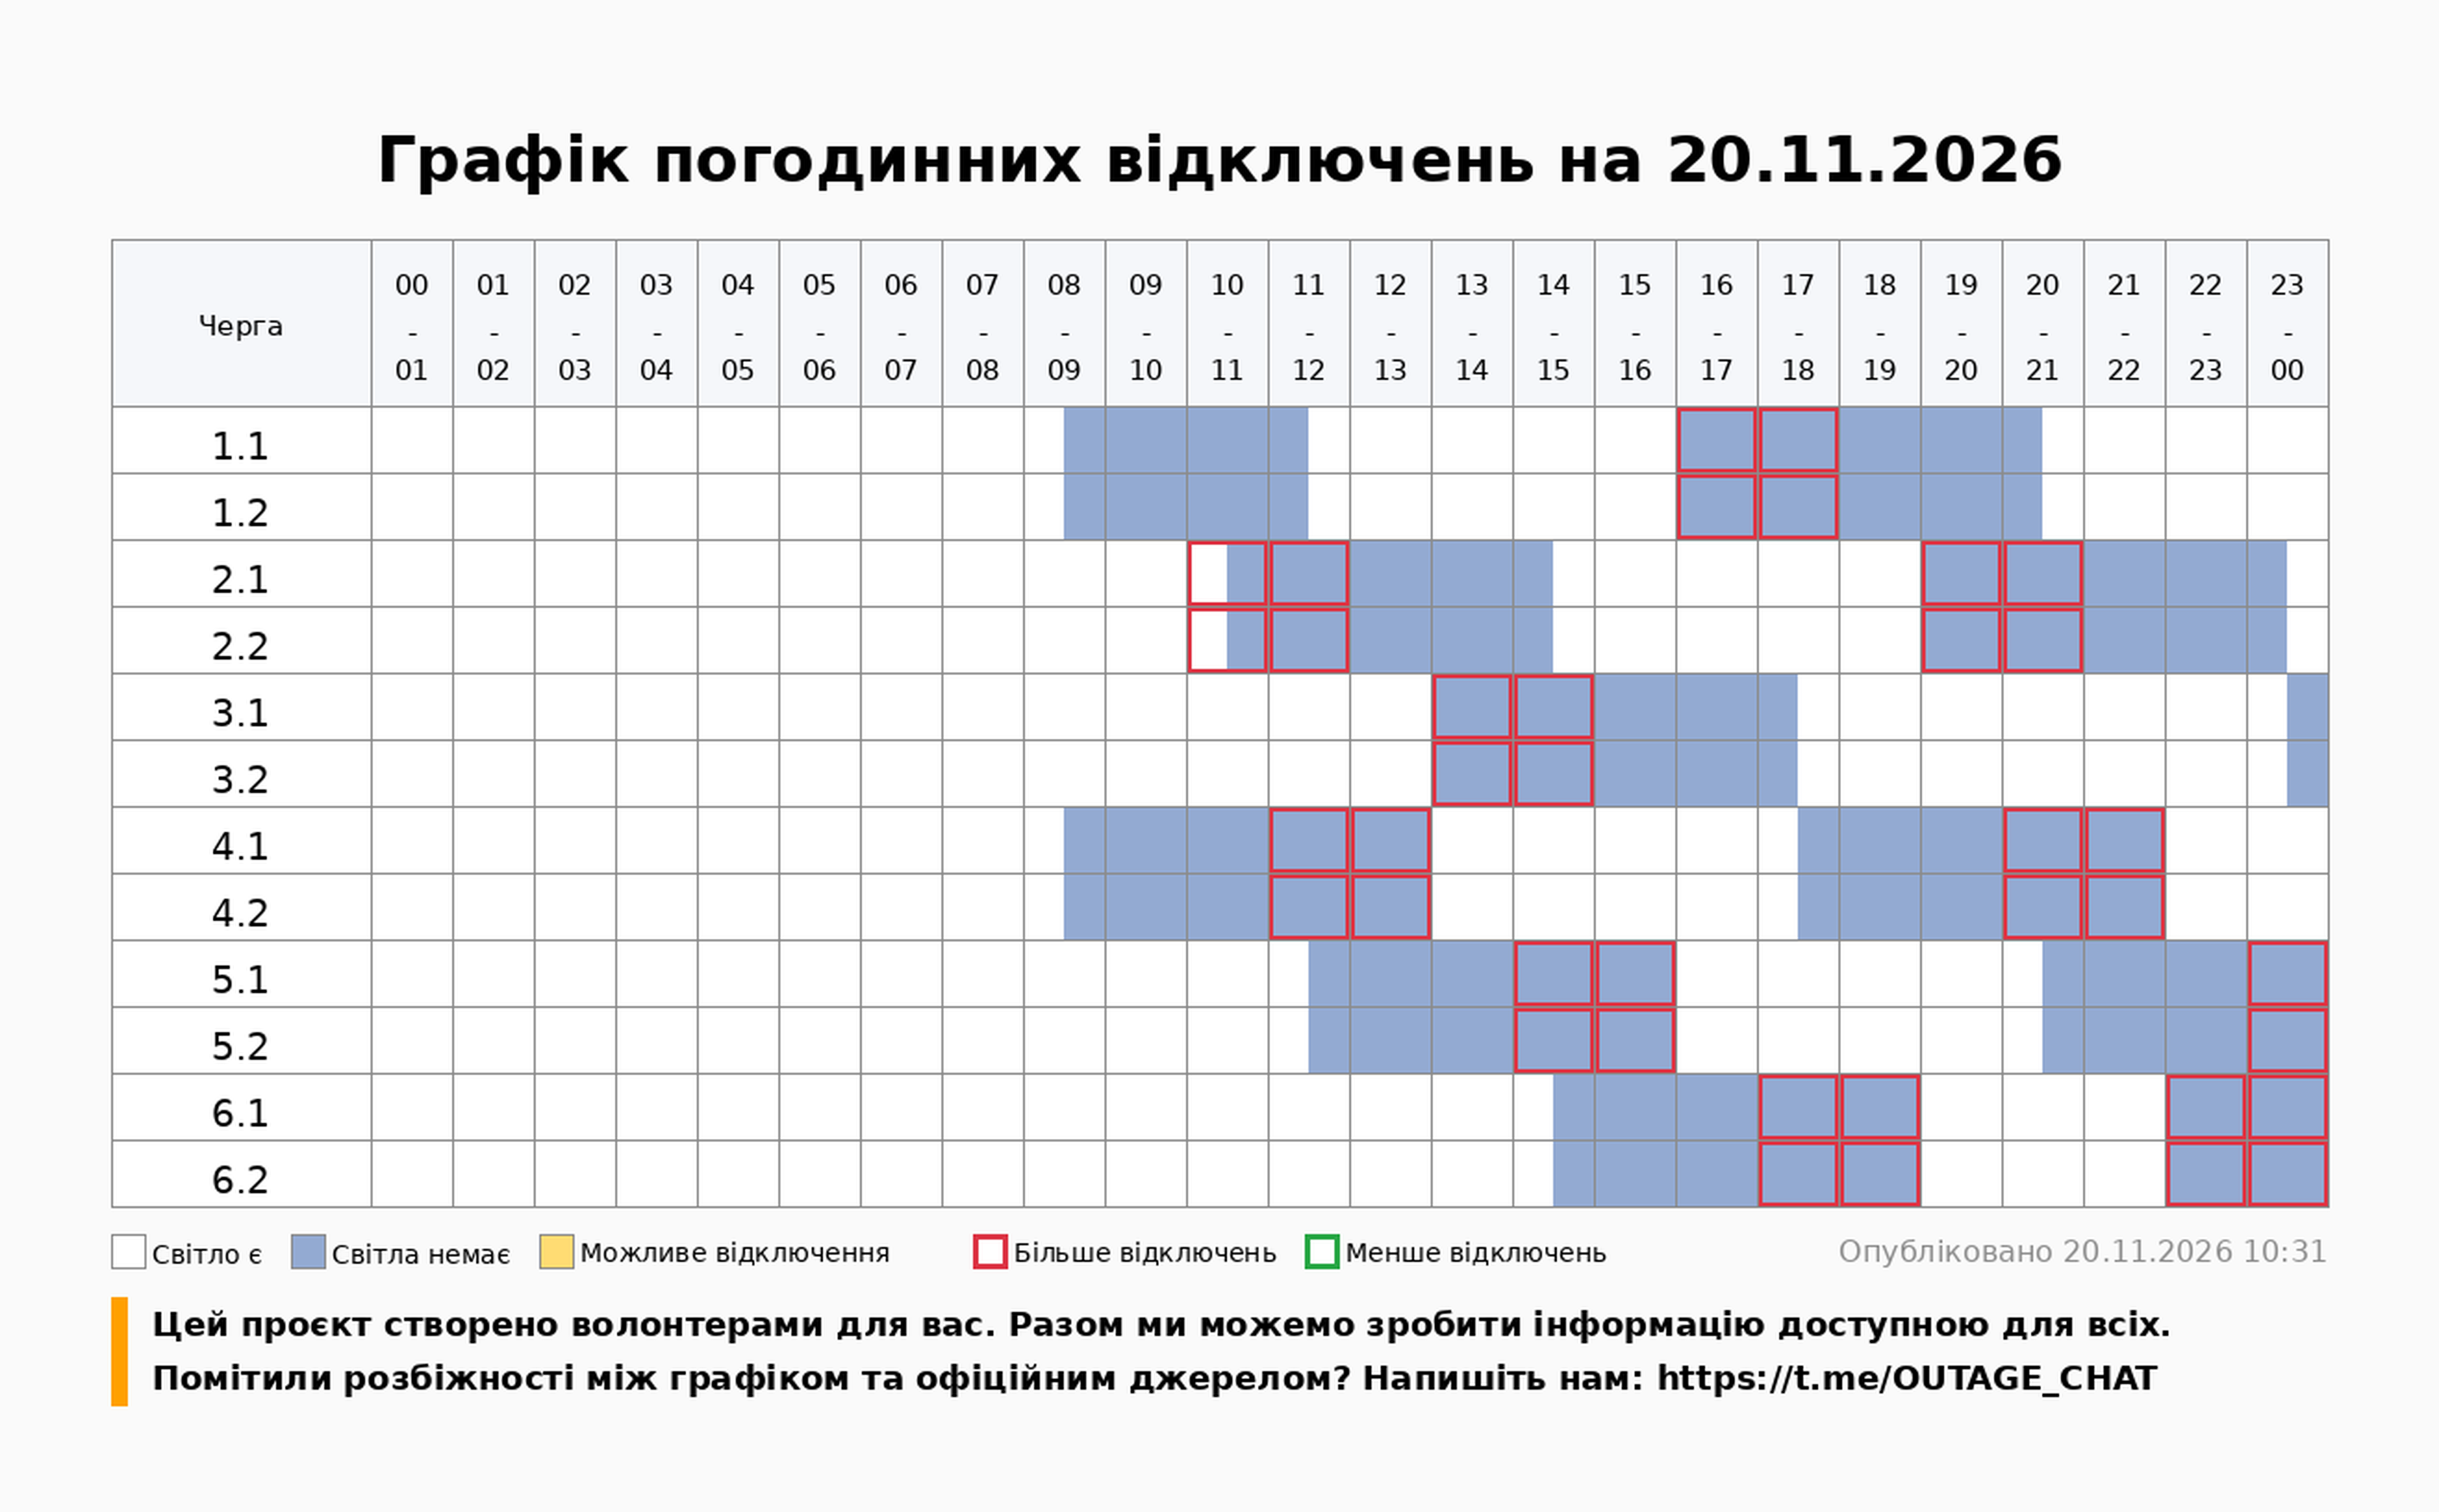 Графік погодинних відключень на 20.11.2026
Черга
00 - 01
01 - 02
02 - 03
03 - 04
04 - 05
05 - 06
06 - 07
07 - 08
08 - 09
09 - 10
10 - 11
11 - 12
12 - 13
13 - 14
14 - 15
15 - 16
16 - 17
17 - 18
18 - 19
19 - 20
20 - 21
21 - 22
22 - 23
23 - 00
1.1
1.2
2.1
2.2
3.1
3.2
4.1
4.2
5.1
5.2
6.1
6.2
Світло є Світла немає Можливе відключення Більше відключень Менше відключень Опубліковано 20.11.2026 10:31
Цей проєкт створено волонтерами для вас. Разом ми можемо зробити інформацію доступною для всіх.
Помітили розбіжності між графіком та офіційним джерелом? Напишіть нам: https://t.me/OUTAGE_CHAT